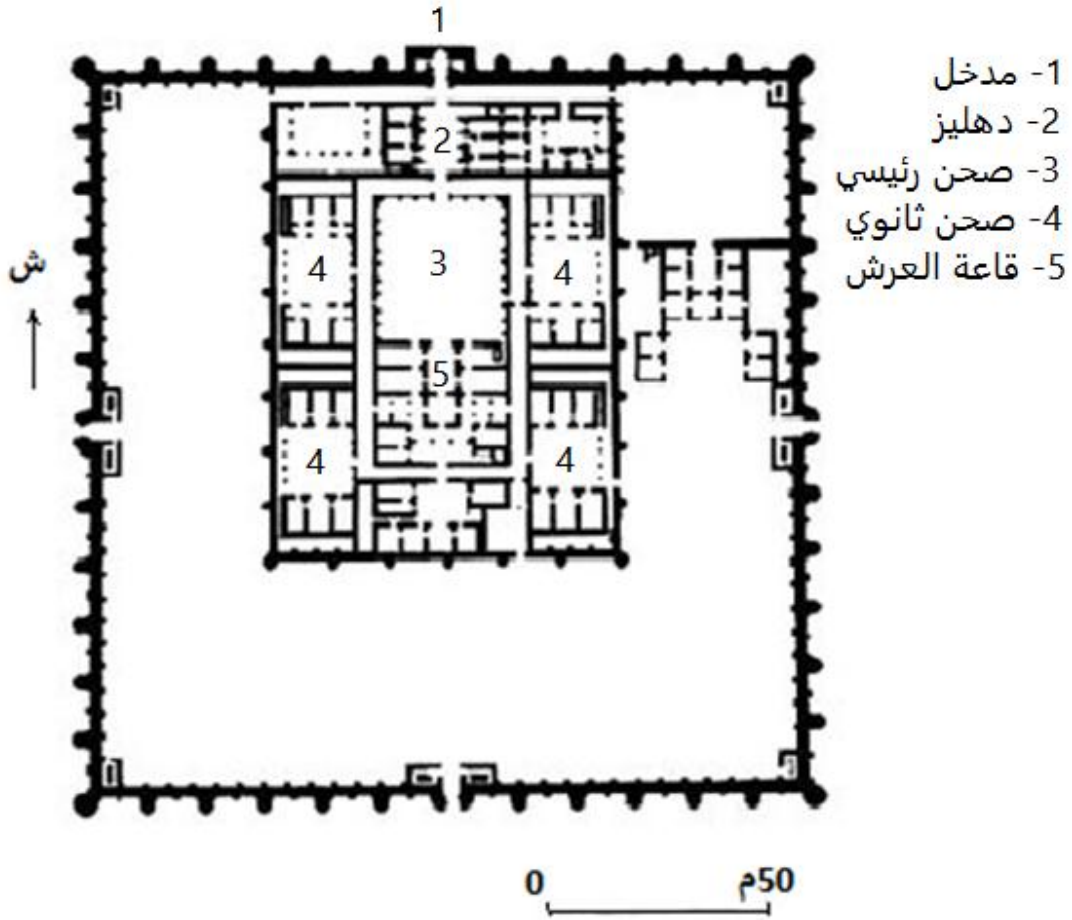 1
1- مدخل
2- دهليز
3- صحن رئيسي
4- صحن ثانوي
5- قاعة العرش
2
4 3 4
ش
5
4 4
0 50م